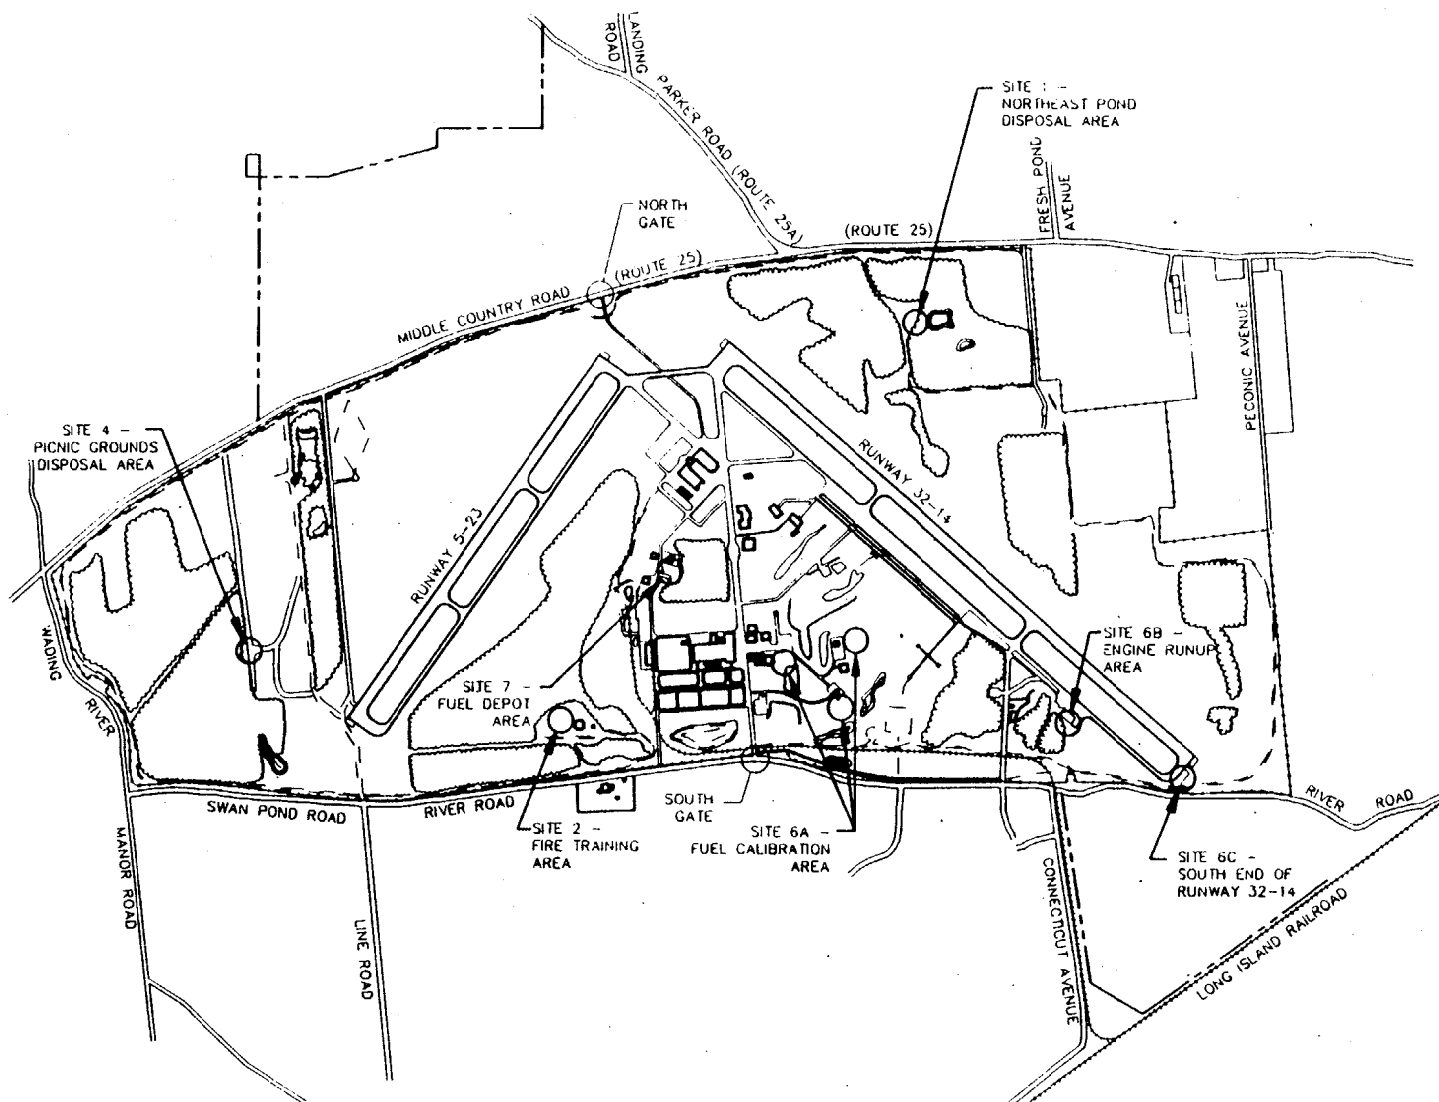 LANDING
ROAD
PARKER ROAD (ROUTE 25A)
SITE 1 -
NORTHEAST POND
DISPOSAL AREA
FRESH POND
AVENUE
NORTH
GATE
(ROUTE 25)
(ROUTE 25)
MIDDLE COUNTRY ROAD
PECONIC AVENUE
SITE 4 -
PICNIC GROUNDS
DISPOSAL AREA
RUNWAY 32-14
RUNWAY 5-23
WADING
RIVER
SITE 6B -
ENGINE RUNUP
AREA
SITE 7 -
FUEL DEPOT
AREA
SWAN POND ROAD
RIVER ROAD
SOUTH
GATE
RIVER
ROAD
SITE 2 -
FIRE TRAINING
AREA
SITE 6A -
FUEL CALIBRATION
AREA
SITE 6C -
SOUTH END OF
RUNWAY 32-14
MANOR ROAD
LINE ROAD
CONNECTICUT AVENUE
LONG ISLAND RAILROAD